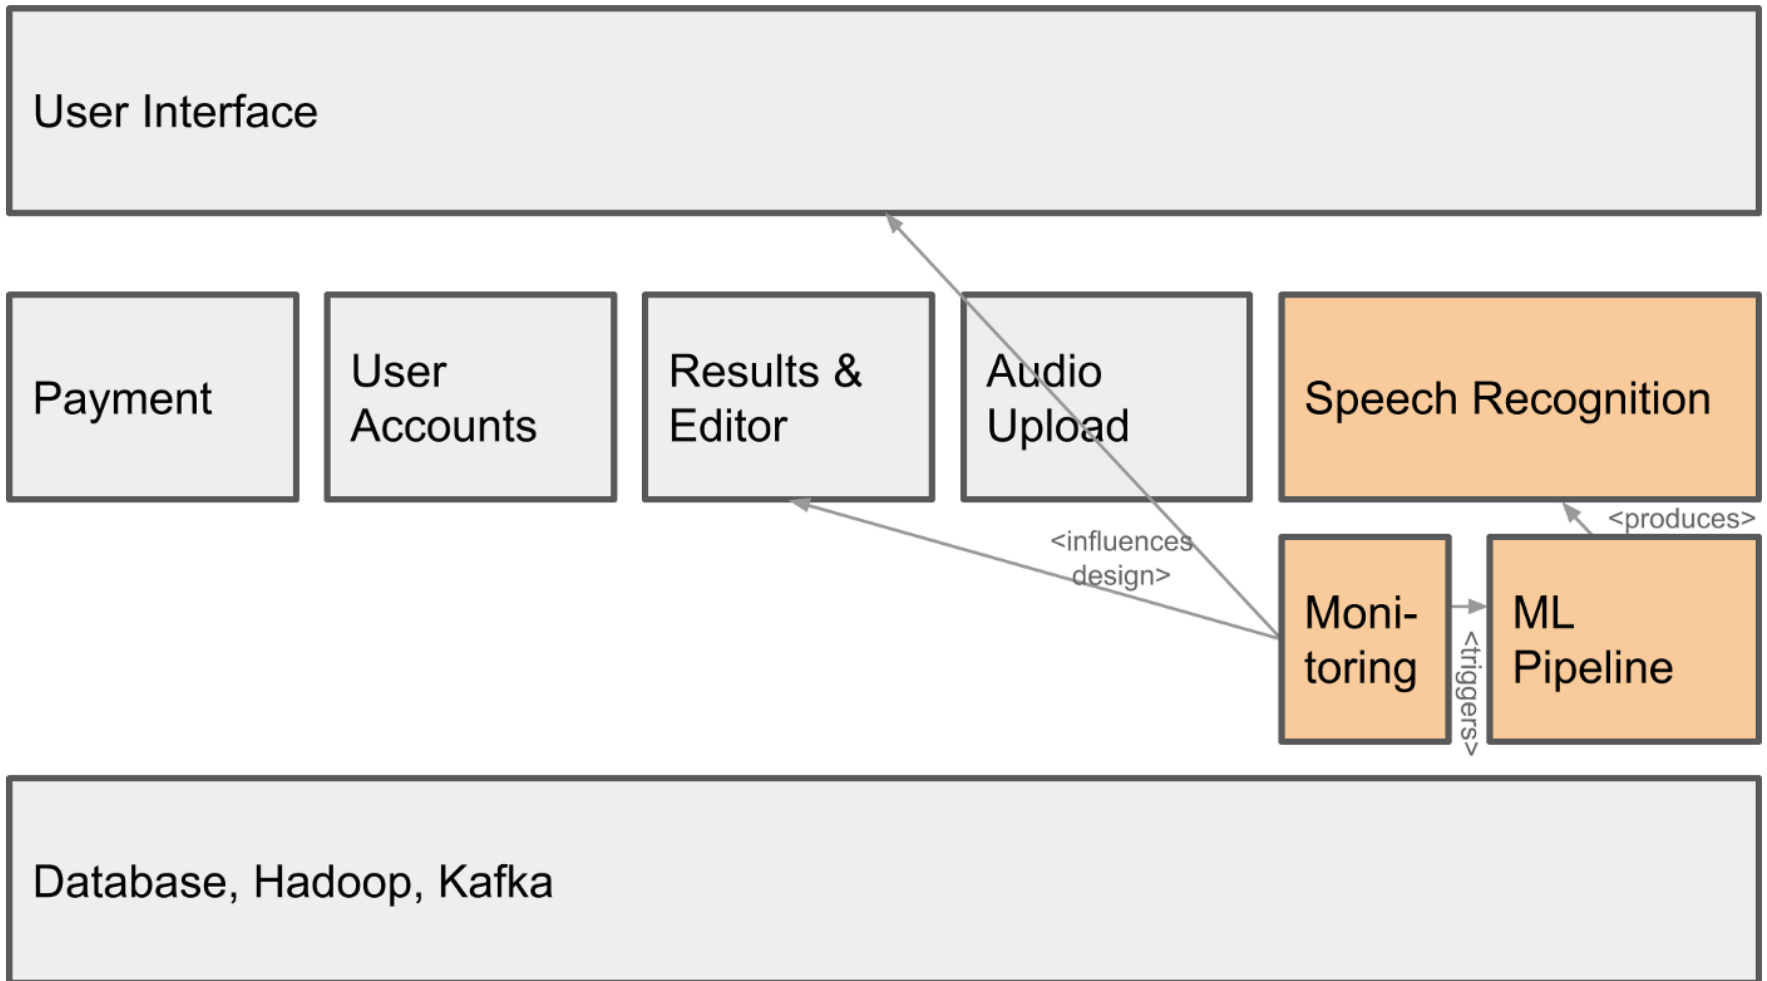 User Interface
Payment
User
Accounts
Results &
Editor
Audio
Upload
Speech Recognition
<produces>
<influences
design>
Moni-
toring
<triggers>
ML
Pipeline
Database, Hadoop, Kafka